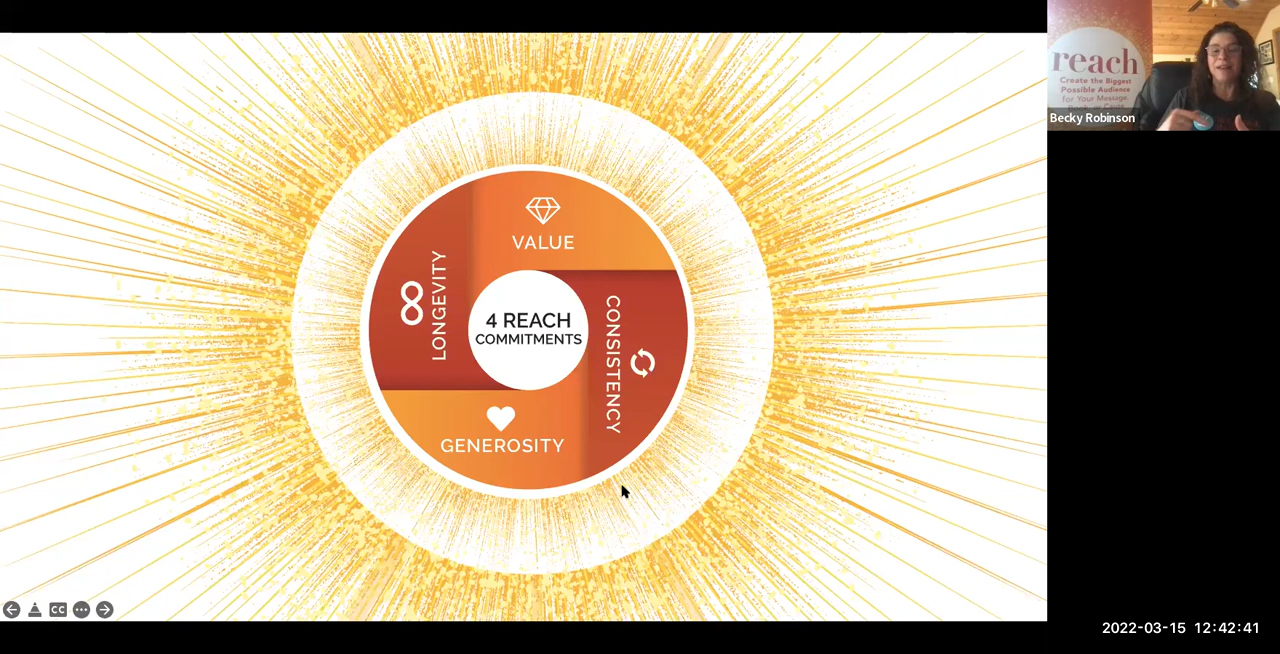 VALUE
LONGEVITY
4 REACH
COMMITMENTS
CONSISTENCY
GENEROSITY
CC
reach
Create the Biggest
Possible Audience
for Your Message,
Becky Robinson
2022-03-15 12:42:41